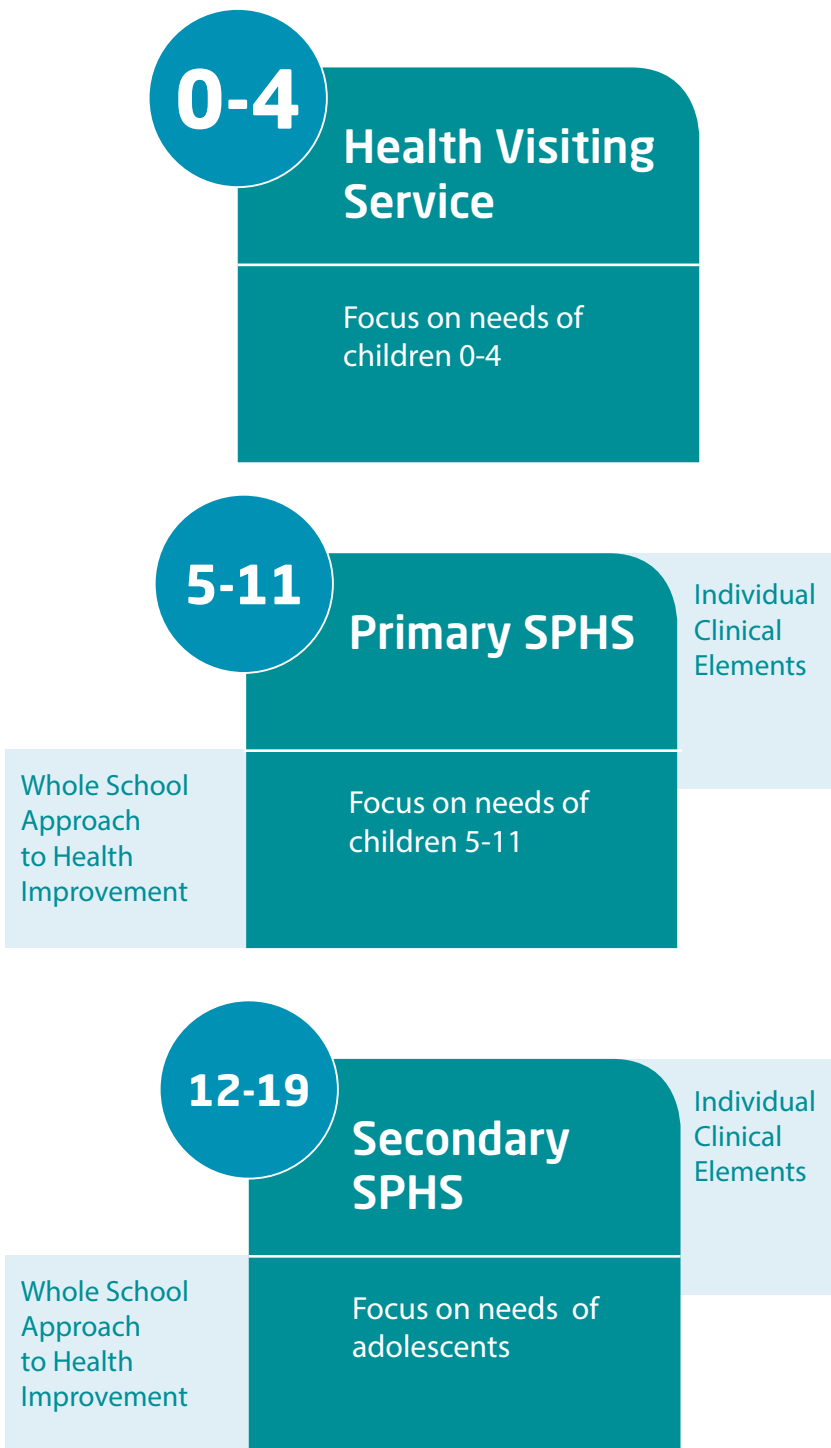 0-4
Health Visiting
Service
Focus on needs of
children 0-4
5-11
Primary SPHS
Individual
Clinical
Elements
Whole School
Approach
to Health
Improvement
Focus on needs of
children 5-11
12-19
Secondary
SPHS
Individual
Clinical
Elements
Whole School
Approach
to Health
Improvement
Focus on needs of
adolescents